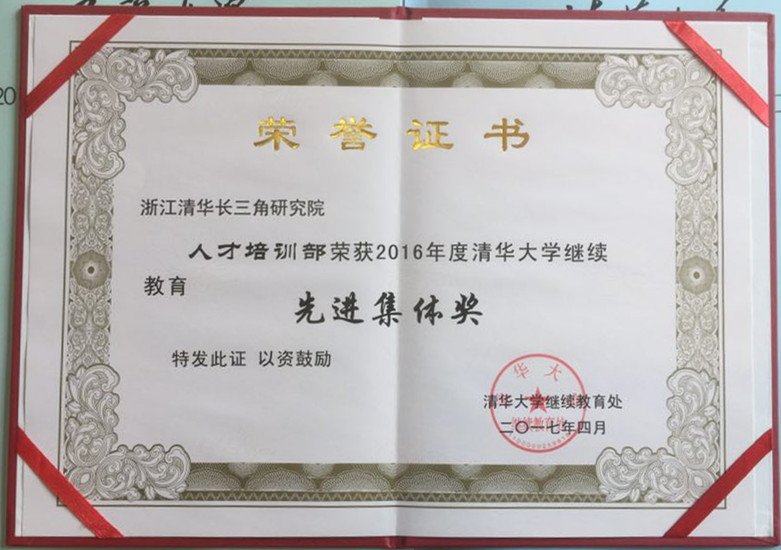 20
荣誉证书
浙江清华长三角研究院
人才培训部荣获2016年度清华大学继续
教育
先进集体奖
特发此证 以资鼓励
华大
清华大学继续教育处
二〇一七年四月